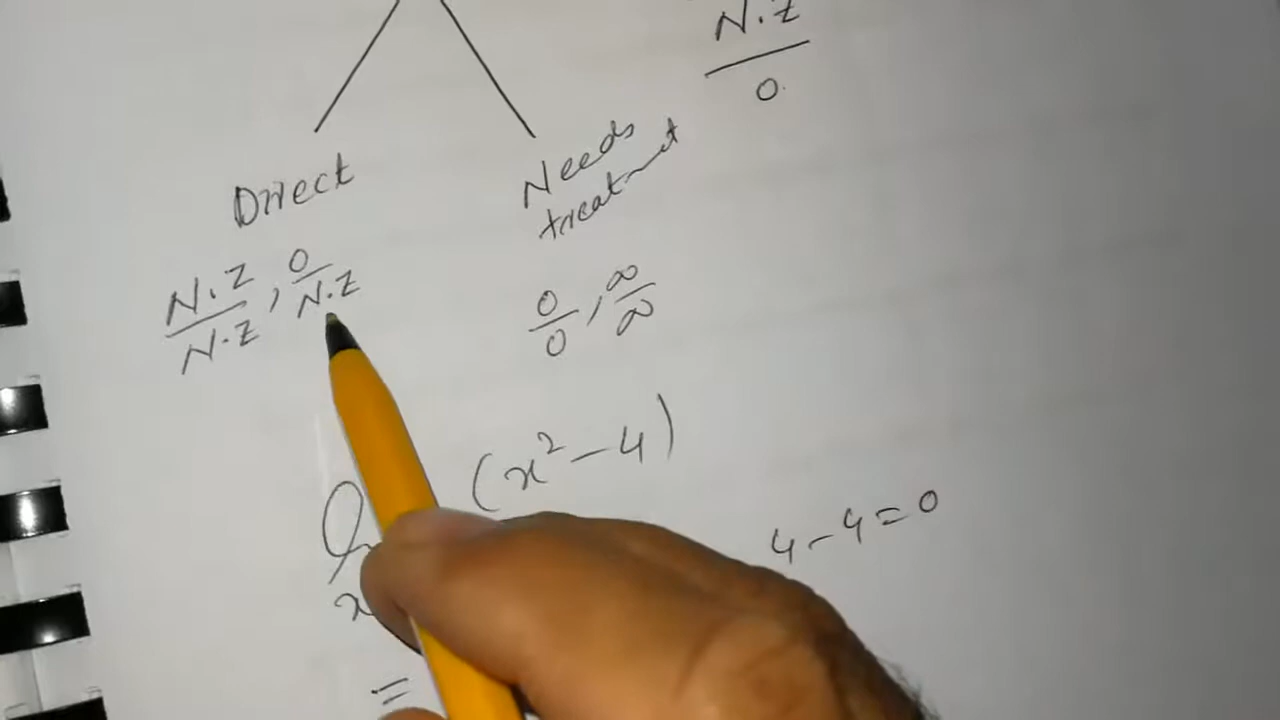 N.Z
0
Direct
Needs
treatment
N.Z/N.Z , 0/N.Z
0/0 , ∞/∞
(x²-4)
x
4-4=0
=